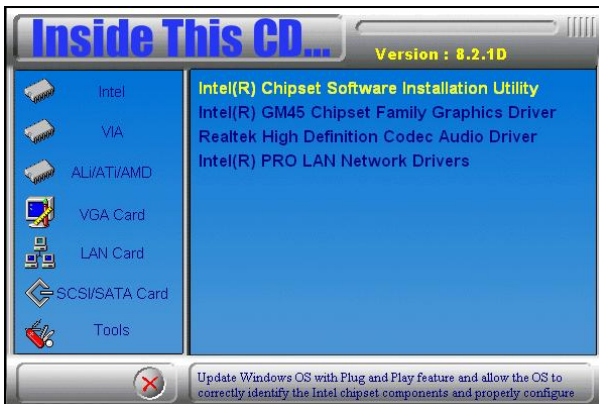 Inside This CD...
Version : 8.2.1D
Intel
VIA
ALi/ATi/AMD
VGA Card
LAN Card
SCSI/SATA Card
Tools
Intel(R) Chipset Software Installation Utility
Intel(R) GM45 Chipset Family Graphics Driver
Realtek High Definition Codec Audio Driver
Intel(R) PRO LAN Network Drivers
Update Windows OS with Plug and Play feature and allow the OS to
correctly identify the Intel chipset components and properly configure